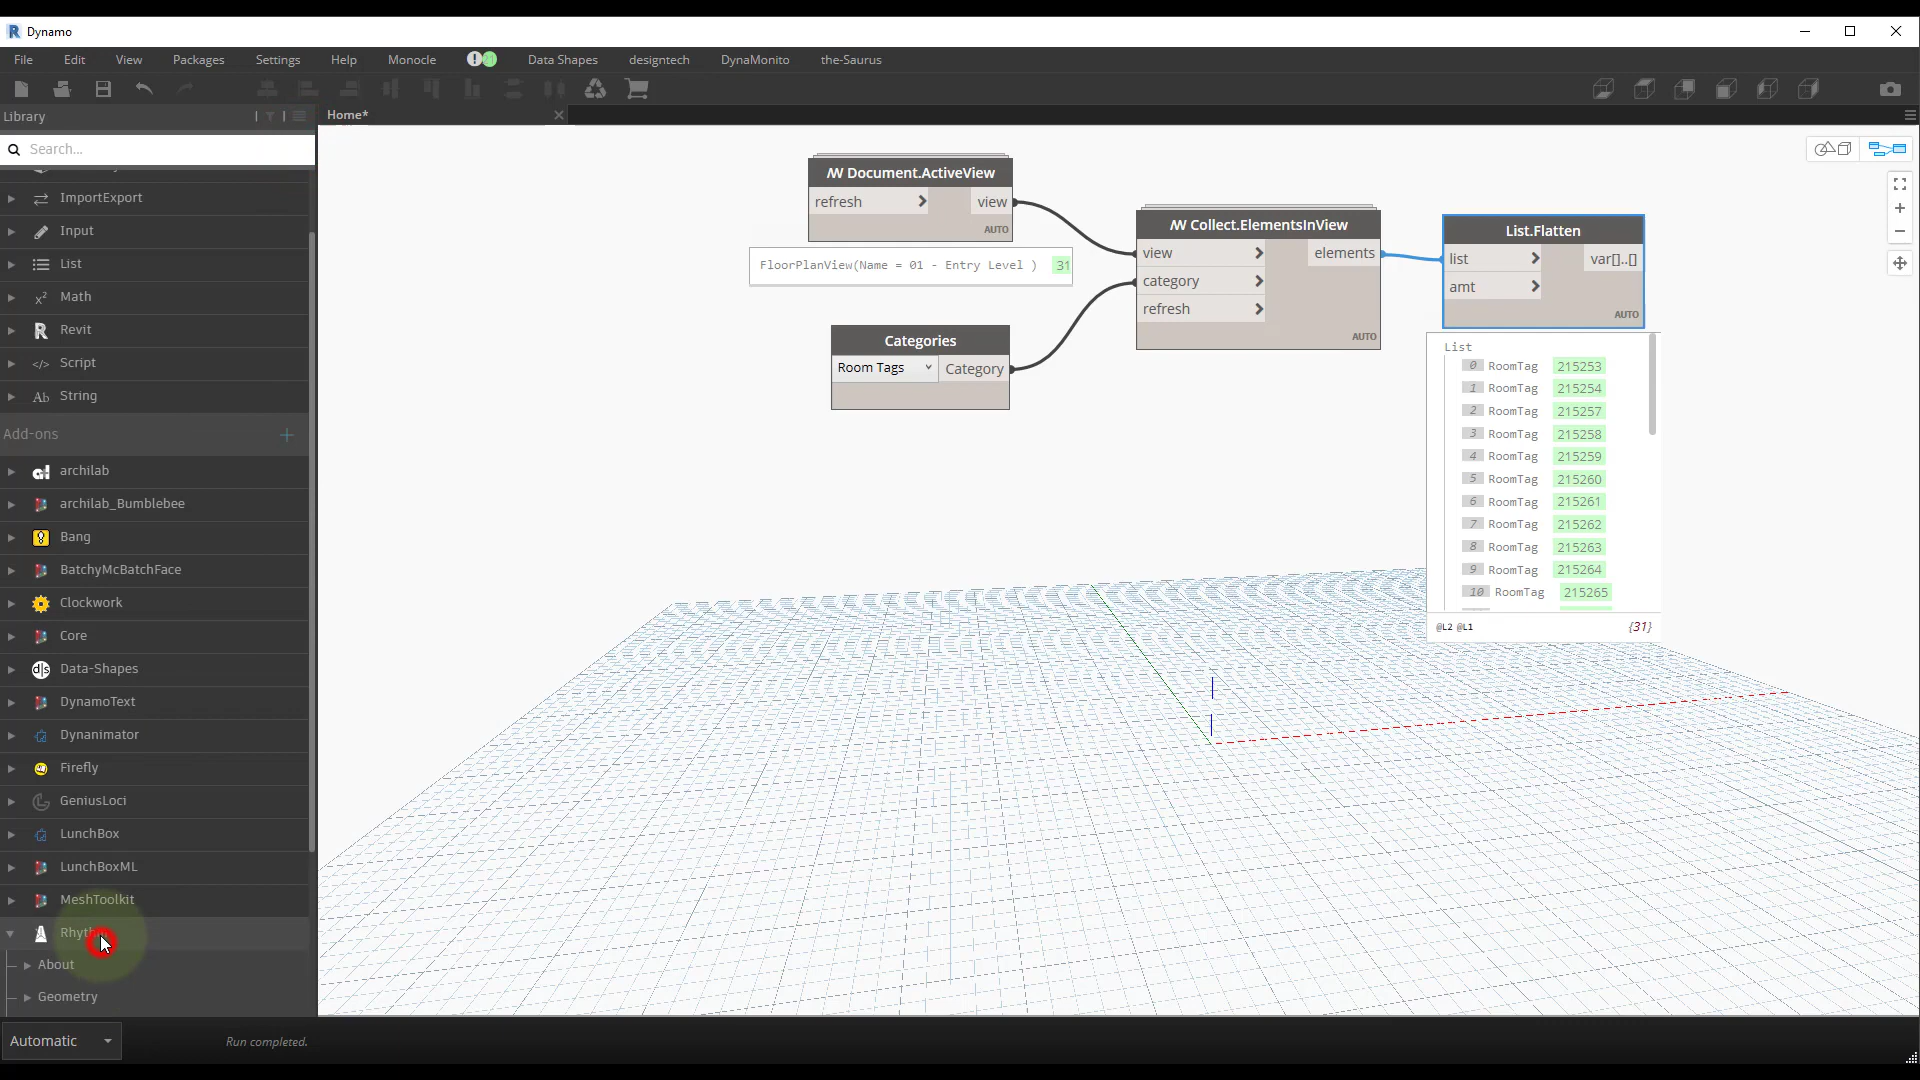 Dynamo
File Edit View Packages Settings Help Monocle Data Shapes designtech DynaMonito the-Saurus
Library
Home*
Search...
ImportExport
Input
List
Math
Revit
Script
String
Add-ons
archilab
archilab_Bumblebee
Bang
BatchyMcBatchFace
Clockwork
Core
Data-Shapes
DynamoText
Dynanimator
Firefly
GeniusLoci
LunchBox
LunchBoxML
MeshToolkit
About
Geometry
Automatic
Run completed.
Document.ActiveView
refresh > view
AUTO
FloorPlanView(Name = 01 - Entry Level ) 31
Categories
Room Tags Category
Collect.ElementsInView
view > elements
category >
refresh >
AUTO
List.Flatten
list > var[]..[]
amt >
AUTO
List
0 RoomTag 215253
1 RoomTag 215254
2 RoomTag 215257
3 RoomTag 215258
4 RoomTag 215259
5 RoomTag 215260
6 RoomTag 215261
7 RoomTag 215262
8 RoomTag 215263
9 RoomTag 215264
10 RoomTag 215265
@L2 @L1 {31}